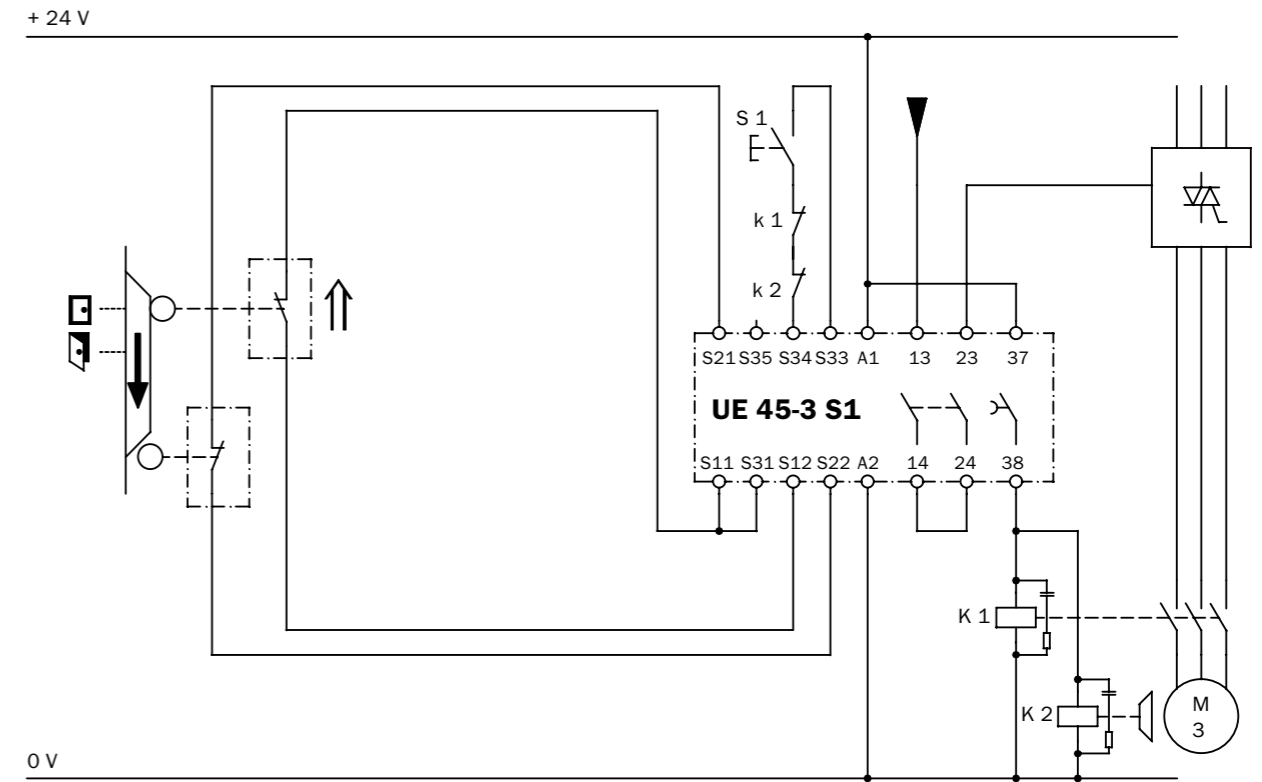 + 24 V
S 1
k 1
k 2
S21 S35 S34 S33 A1 13 23 37
UE 45-3 S1
S11 S31 S12 S22 A2 14 24 38
K 1
K 2
M
3
0 V